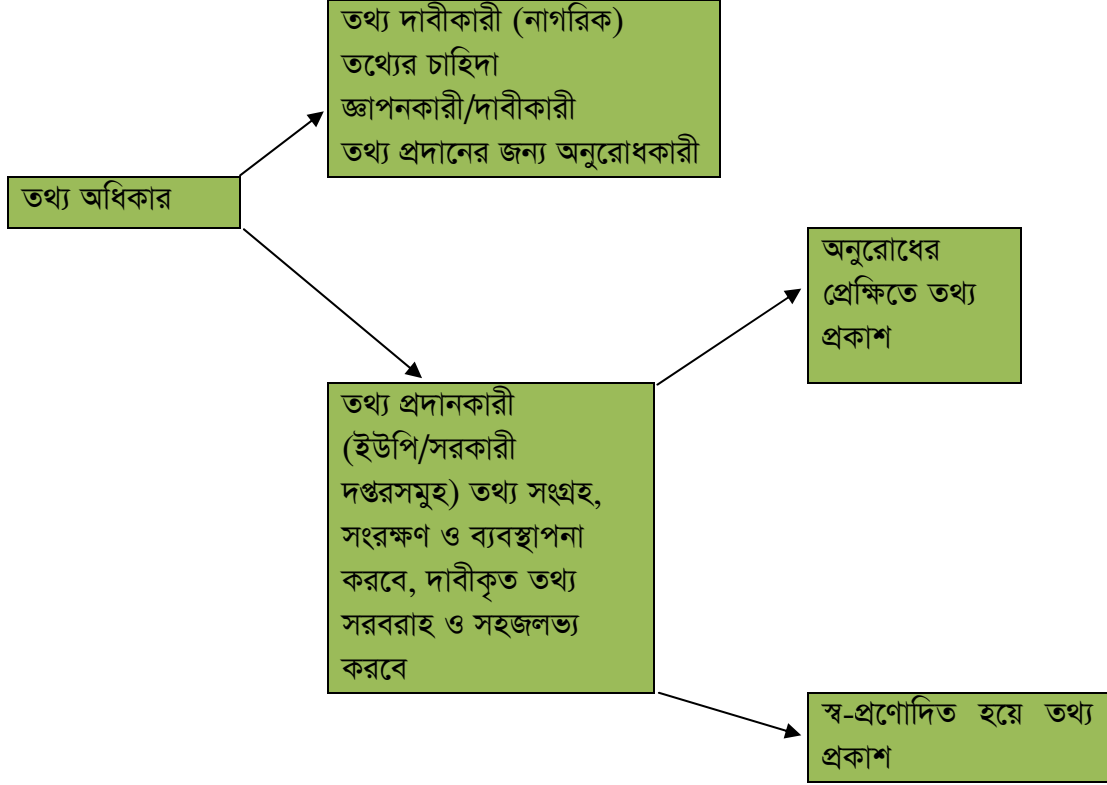 তথ্য দাবীকারী (নাগরিক)
তথ্যের চাহিদা
জ্ঞাপনকারী/দাবীকারী
তথ্য প্রদানের জন্য অনুরোধকারী
তথ্য অধিকার
অনুরোধের
প্রেক্ষিতে তথ্য
প্রকাশ
তথ্য প্রদানকারী
(ইউপি/সরকারী
দপ্তরসমুহ) তথ্য সংগ্রহ,
সংরক্ষণ ও ব্যবস্থাপনা
করবে, দাবীকৃত তথ্য
সরবরাহ ও সহজলভ্য
করবে
স্ব-প্রণোদিত হয়ে তথ্য
প্রকাশ